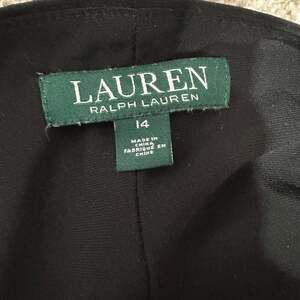 LAUREN
RALPH LAUREN
14
MADE IN
CHINA
FABRIQUÉ EN
CHINE